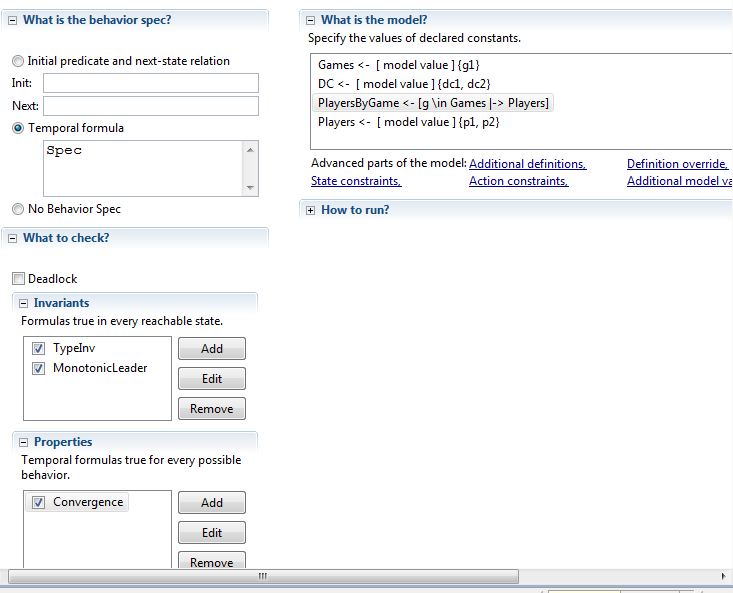 What is the behavior spec?
Initial predicate and next-state relation
Init:
Next:
Temporal formula
Spec
No Behavior Spec
What to check?
Deadlock
Invariants
Formulas true in every reachable state.
TypeInv
MonotonicLeader
Add
Edit
Remove
Properties
Temporal formulas true for every possible
behavior.
Convergence
Add
Edit
Remove
What is the model?
Specify the values of declared constants.
Games <- [ model value ] {g1}
DC <- [ model value ] {dc1, dc2}
PlayersByGame <- [g \in Games |-> Players]
Players <- [ model value ] {p1, p2}
Advanced parts of the model: Additional definitions, Definition override,
State constraints, Action constraints, Additional model va
How to run?